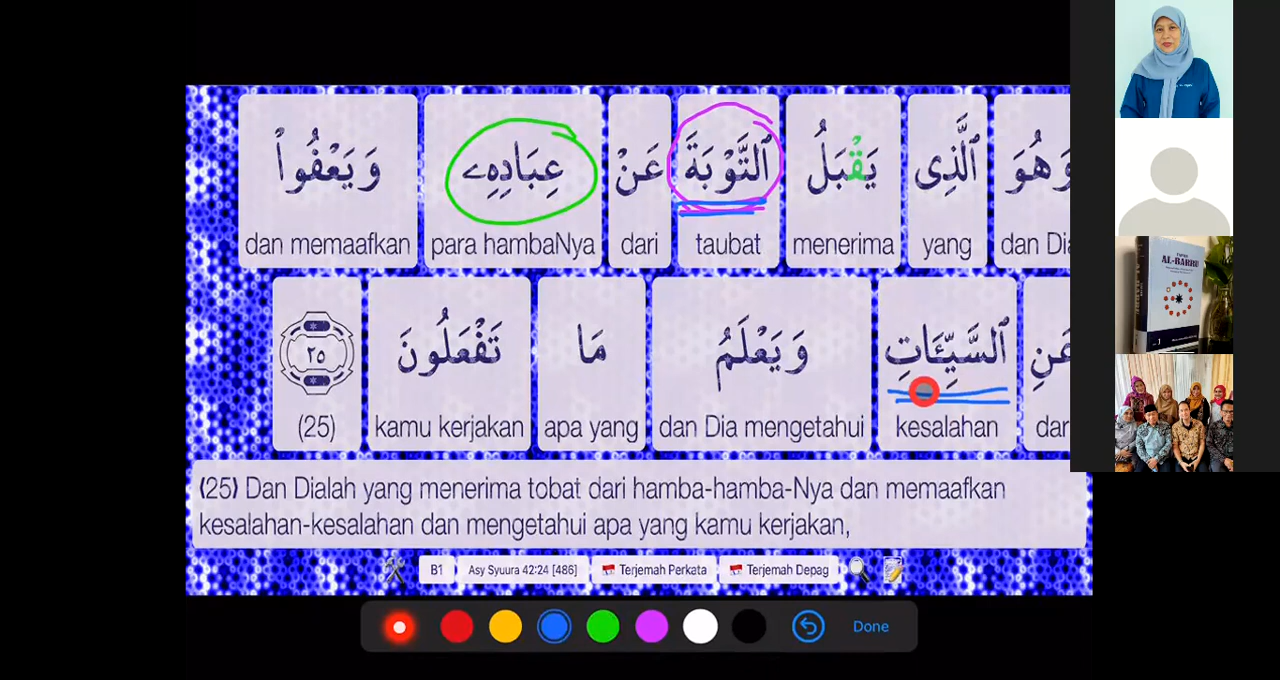 وَهُوَ ٱلَّذِى يَقْبَلُ ٱلتَّوْبَةَ عَنْ عِبَادِهِۦ وَيَعْفُوا۟
dan Dia yang menerima taubat dari para hambaNya dan memaafkan
عَنِ ٱلسَّيِّـَٔاتِ وَيَعْلَمُ مَا تَفْعَلُونَ ٢٥
dar kesalahan dan Dia mengetahui apa yang kamu kerjakan (25)
(25) Dan Dialah yang menerima tobat dari hamba-hamba-Nya dan memaafkan
kesalahan-kesalahan dan mengetahui apa yang kamu kerjakan,
B1 Asy Syuura 42:24 [486] Terjemah Perkata Terjemah Depag
Done
AL-BARRU